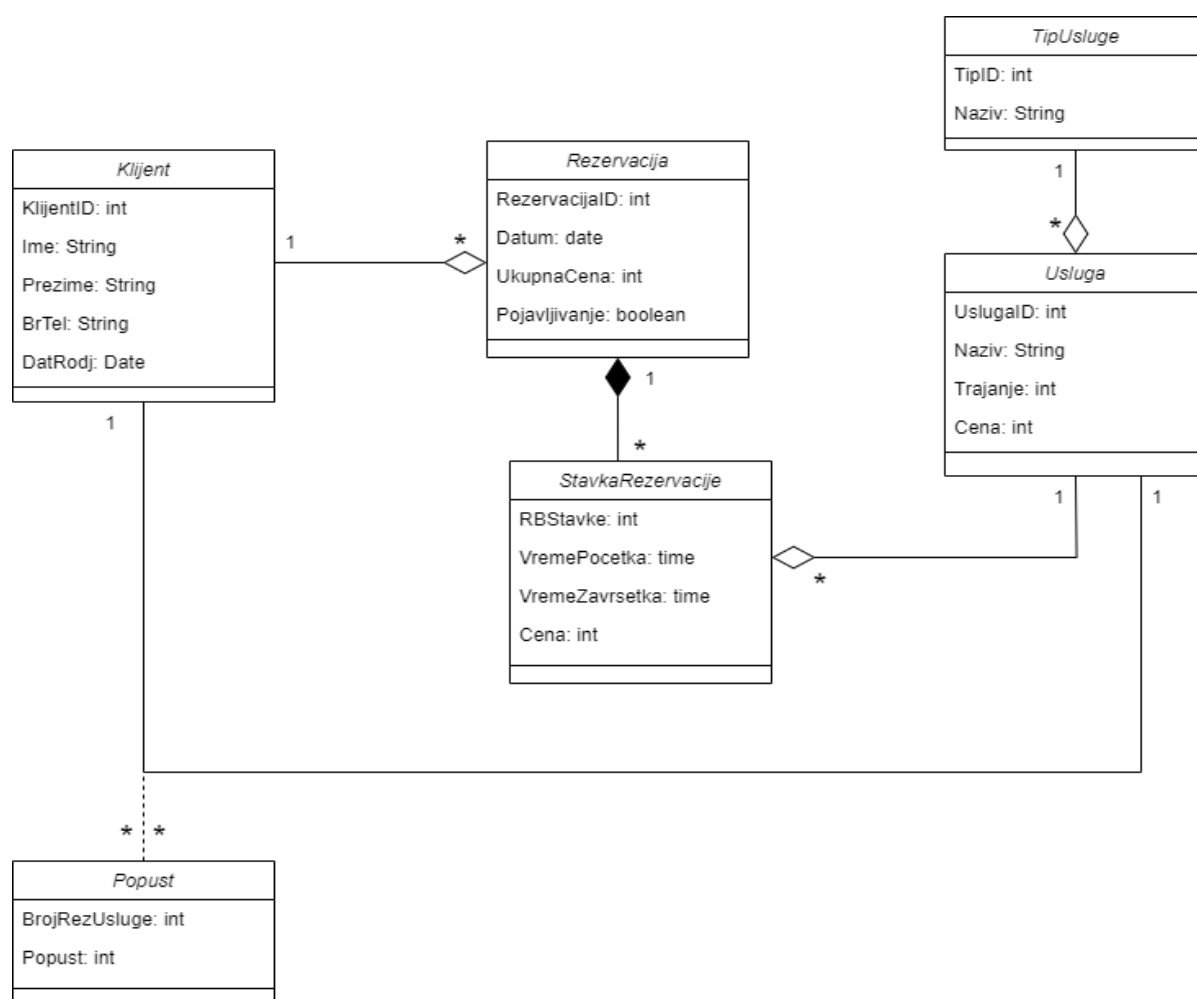 TipUsluge
TipID: int
Naziv: String
1
*
Klijent
KlijentID: int
Ime: String
Prezime: String
BrTel: String
DatRodj: Date
1
1
*
Rezervacija
RezervacijaID: int
Datum: date
UkupnaCena: int
Pojavljivanje: boolean
1
*
Usluga
UslugaID: int
Naziv: String
Trajanje: int
Cena: int
1
1
StavkaRezervacije
RBStavke: int
VremePocetka: time
VremeZavrsetka: time
Cena: int
*
* *
Popust
BrojRezUsluge: int
Popust: int